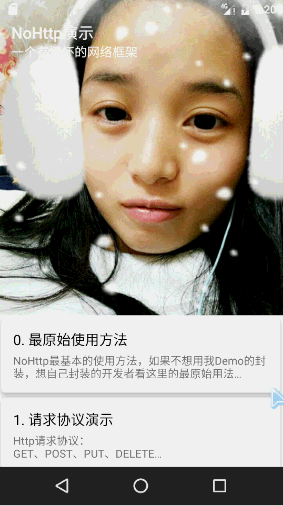 NoHttp演示
一个有情怀的网络框架
0. 最原始使用方法
NoHttp最基本的使用方法，如果不想用我Demo的封
装，想自己封装的开发者看这里的最原始用法...
1. 请求协议演示
Http请求协议：
GET、POST、PUT、DELETE...